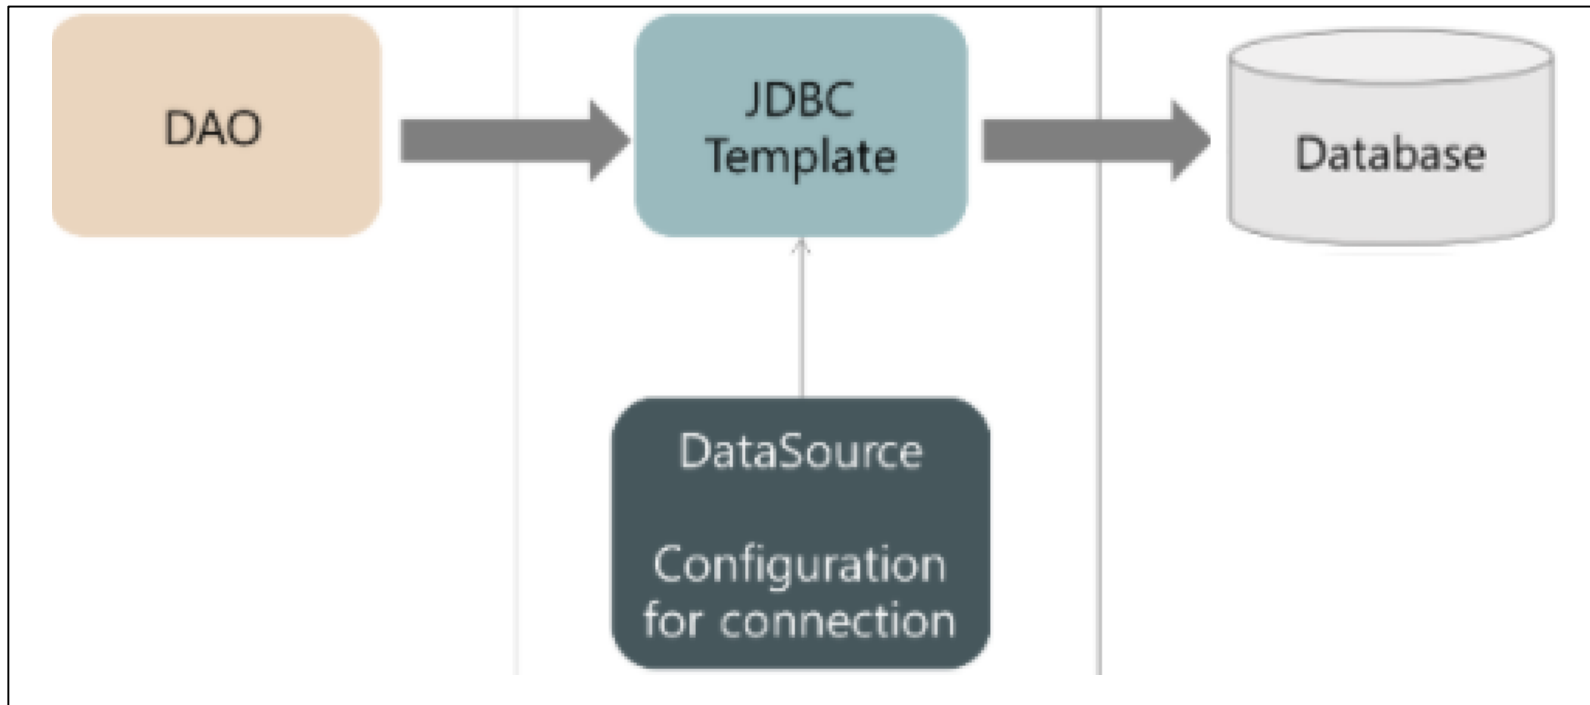 DAO
JDBC
Template
Database
DataSource
Configuration
for connection